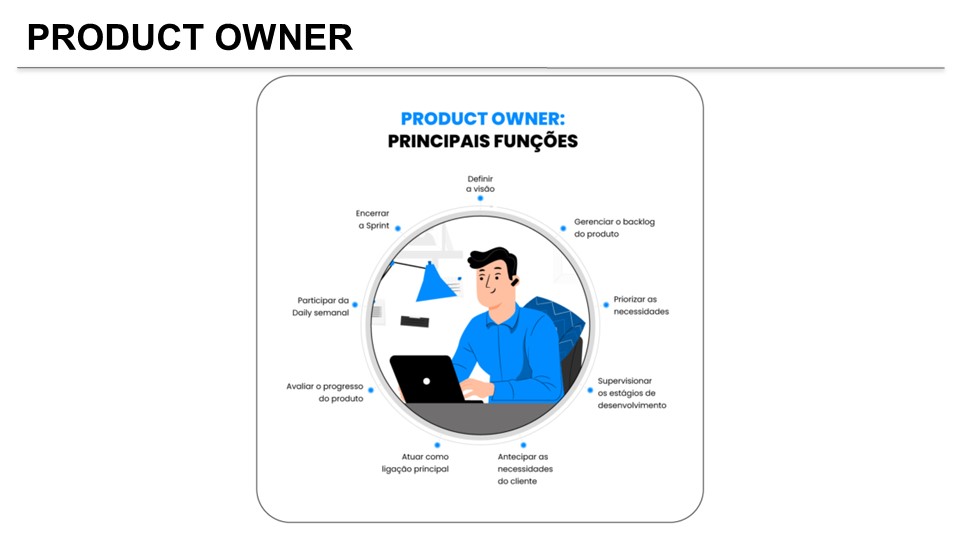 PRODUCT OWNER
PRODUCT OWNER:
PRINCIPAIS FUNÇÕES
Definir
a visão
Gerenciar o backlog
do produto
Priorizar as
necessidades
Supervisionar
os estágios de
desenvolvimento
Antecipar as
necessidades
do cliente
Atuar como
ligação principal
Avaliar o progresso
do produto
Participar da
Daily semanal
Encerrar
a Sprint